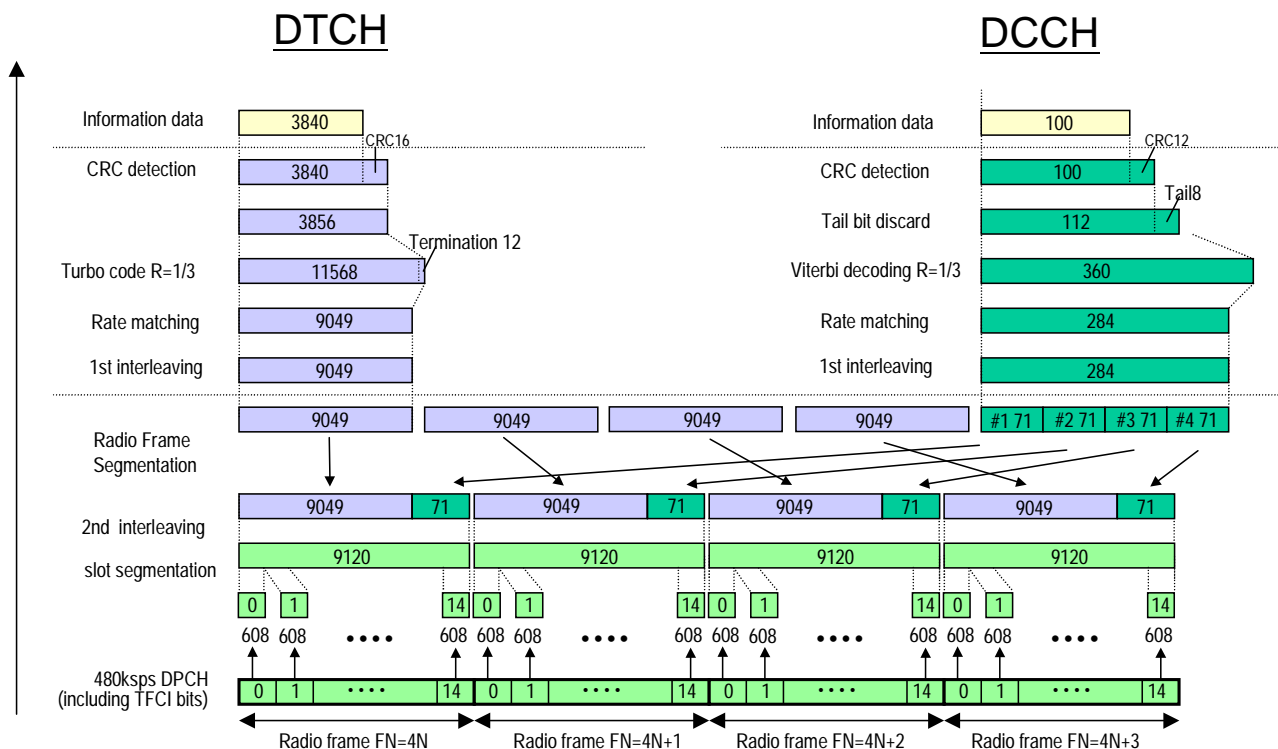 DTCH DCCH
Information data 3840 Information data 100
CRC16 CRC12
CRC detection 3840 CRC detection 100
Tail8
3856 Tail bit discard 112
Termination 12
Turbo code R=1/3 11568 Viterbi decoding R=1/3 360
Rate matching 9049 Rate matching 284
1st interleaving 9049 1st interleaving 284
9049 9049 9049 9049 #1 71 #2 71 #3 71 #4 71
Radio Frame
Segmentation
9049 71 9049 71 9049 71 9049 71
2nd interleaving
9120 9120 9120 9120
slot segmentation
0 1 14 0 1 14 0 1 14 0 1 14
608 608 •••• 608 608 608 •••• 608 608 608 •••• 608 608 608 •••• 608
480ksps DPCH
(including TFCI bits)
0 1 •••• 14 0 1 •••• 14 0 1 •••• 14 0 1 •••• 14
Radio frame FN=4N Radio frame FN=4N+1 Radio frame FN=4N+2 Radio frame FN=4N+3